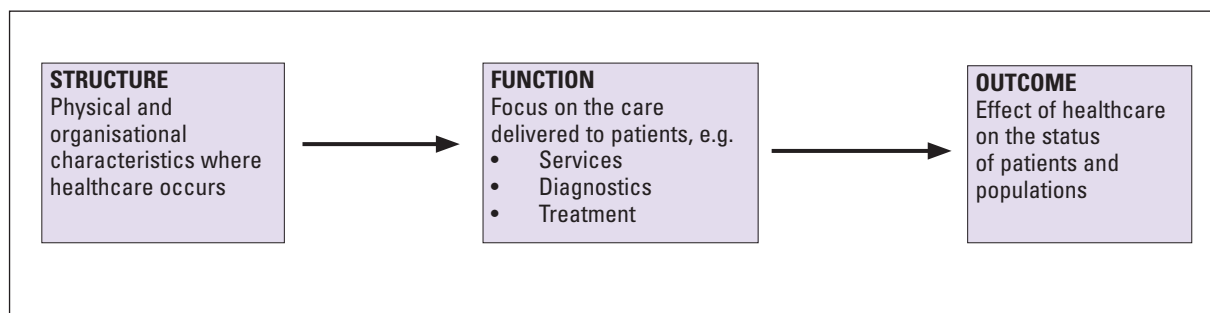 STRUCTURE
Physical and
organisational
characteristics where
healthcare occurs
FUNCTION
Focus on the care
delivered to patients, e.g.
• Services
• Diagnostics
• Treatment
OUTCOME
Effect of healthcare
on the status
of patients and
populations